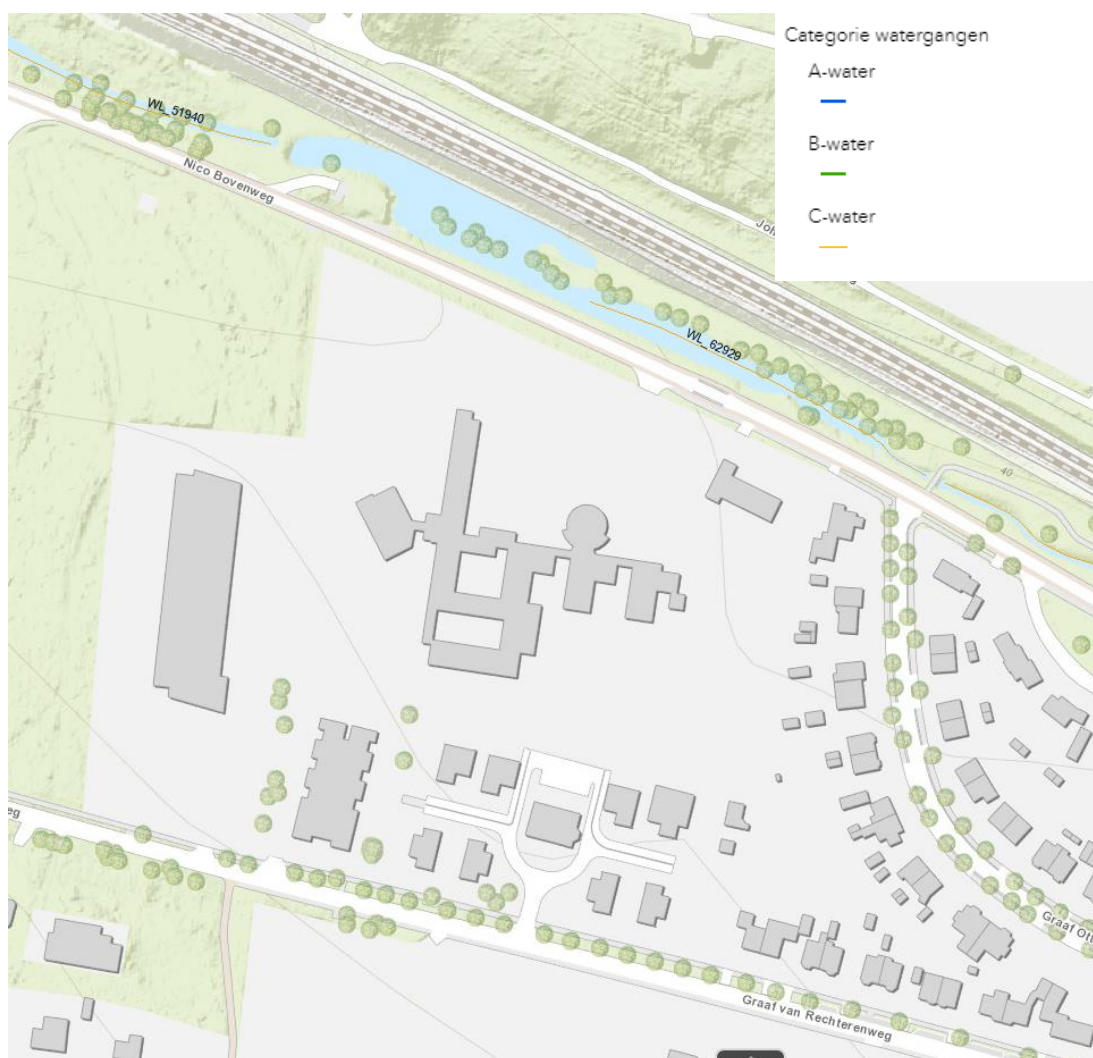 Categorie watergangen
A-water
B-water
C-water
WL_51940
Nico Bovenweg
WL_62929
40
Graaf van Rechterenweg